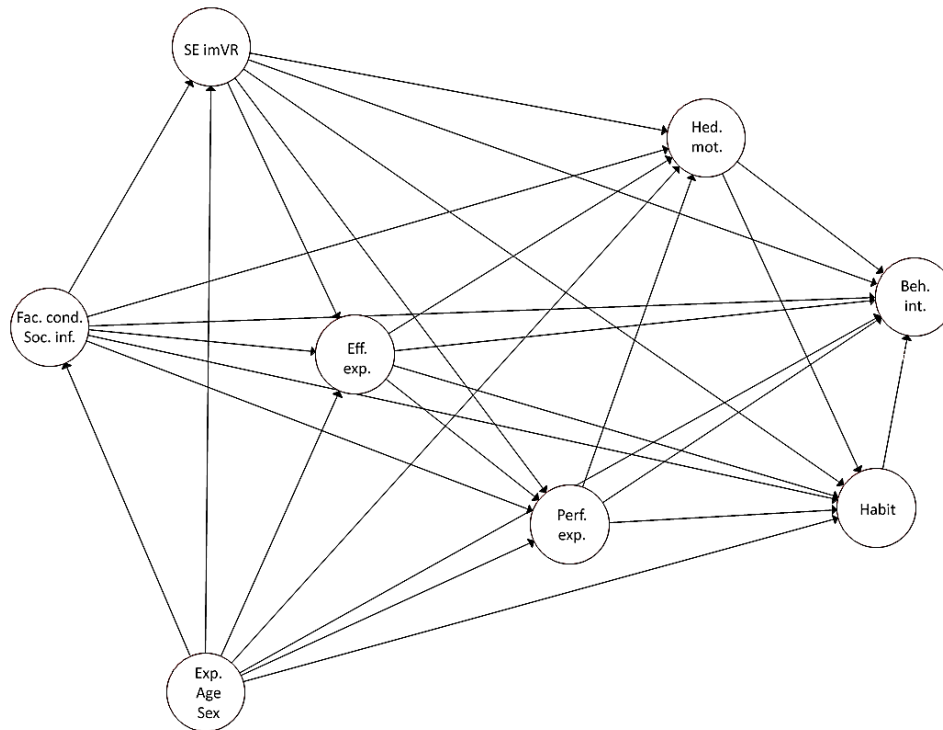 SE imVR
Hed.
mot.
Beh.
int.
Fac. cond.
Soc. inf.
Eff.
exp.
Perf.
exp.
Habit
Exp.
Age
Sex